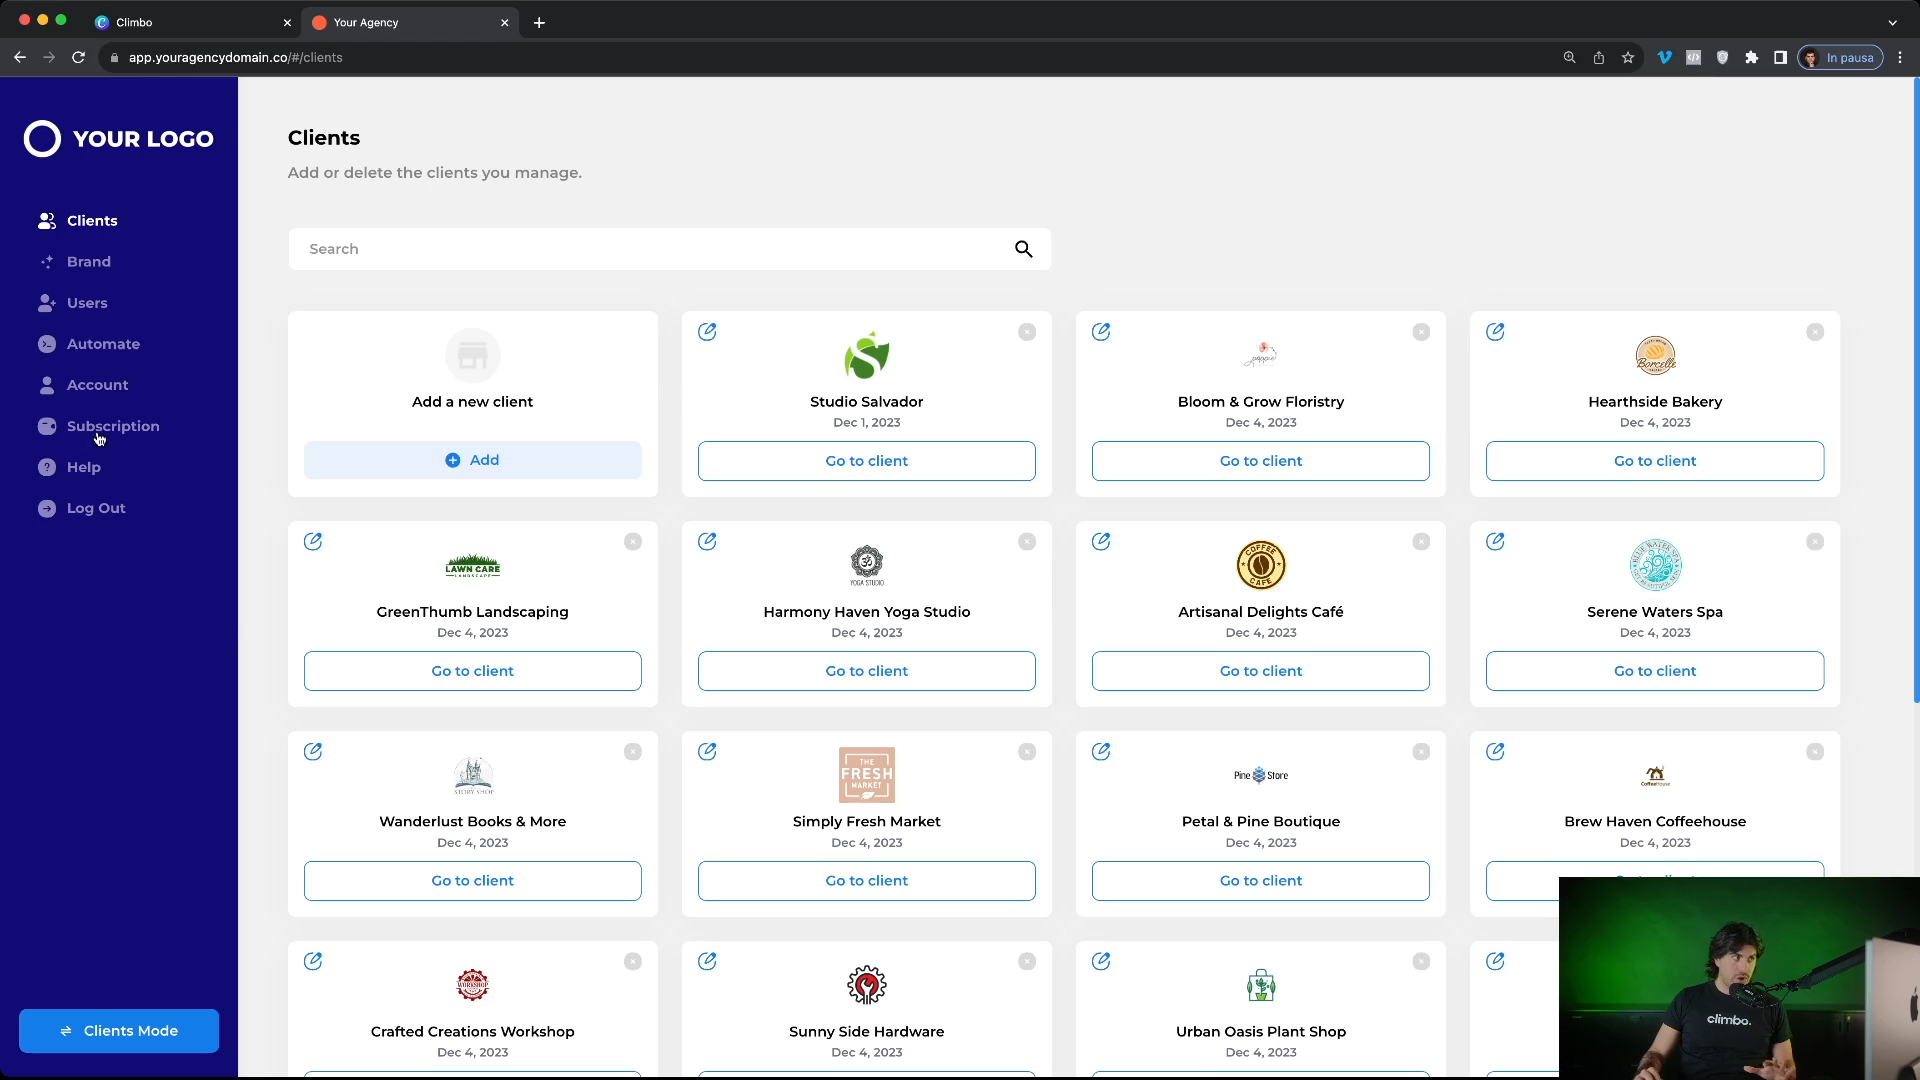 Climbo
Your Agency
app.youragencydomain.co/#/clients
In pausa
YOUR LOGO
Clients
Brand
Users
Automate
Account
Subscription
Help
Log Out
Clients Mode
Clients
Add or delete the clients you manage.
Search
Add a new client
Add
Studio Salvador
Dec 1, 2023
Go to client
Bloom & Grow Floristry
Dec 4, 2023
Go to client
Borcelle
Hearthside Bakery
Dec 4, 2023
Go to client
LAWN CARE
LANDSCAPE
GreenThumb Landscaping
Dec 4, 2023
Go to client
YOGA STUDIO
Harmony Haven Yoga Studio
Dec 4, 2023
Go to client
COFFEE
CAFE
Artisanal Delights Café
Dec 4, 2023
Go to client
Serene Waters Spa
Dec 4, 2023
Go to client
STORY SHOP
Wanderlust Books & More
Dec 4, 2023
Go to client
THE
FRESH
MARKET
Simply Fresh Market
Dec 4, 2023
Go to client
Pine Store
Petal & Pine Boutique
Dec 4, 2023
Go to client
CoffeeHouse
Brew Haven Coffeehouse
Dec 4, 2023
WORKSHOP
Crafted Creations Workshop
Dec 4, 2023
Sunny Side Hardware
Dec 4, 2023
Urban Oasis Plant Shop
Dec 4, 2023
climbo.